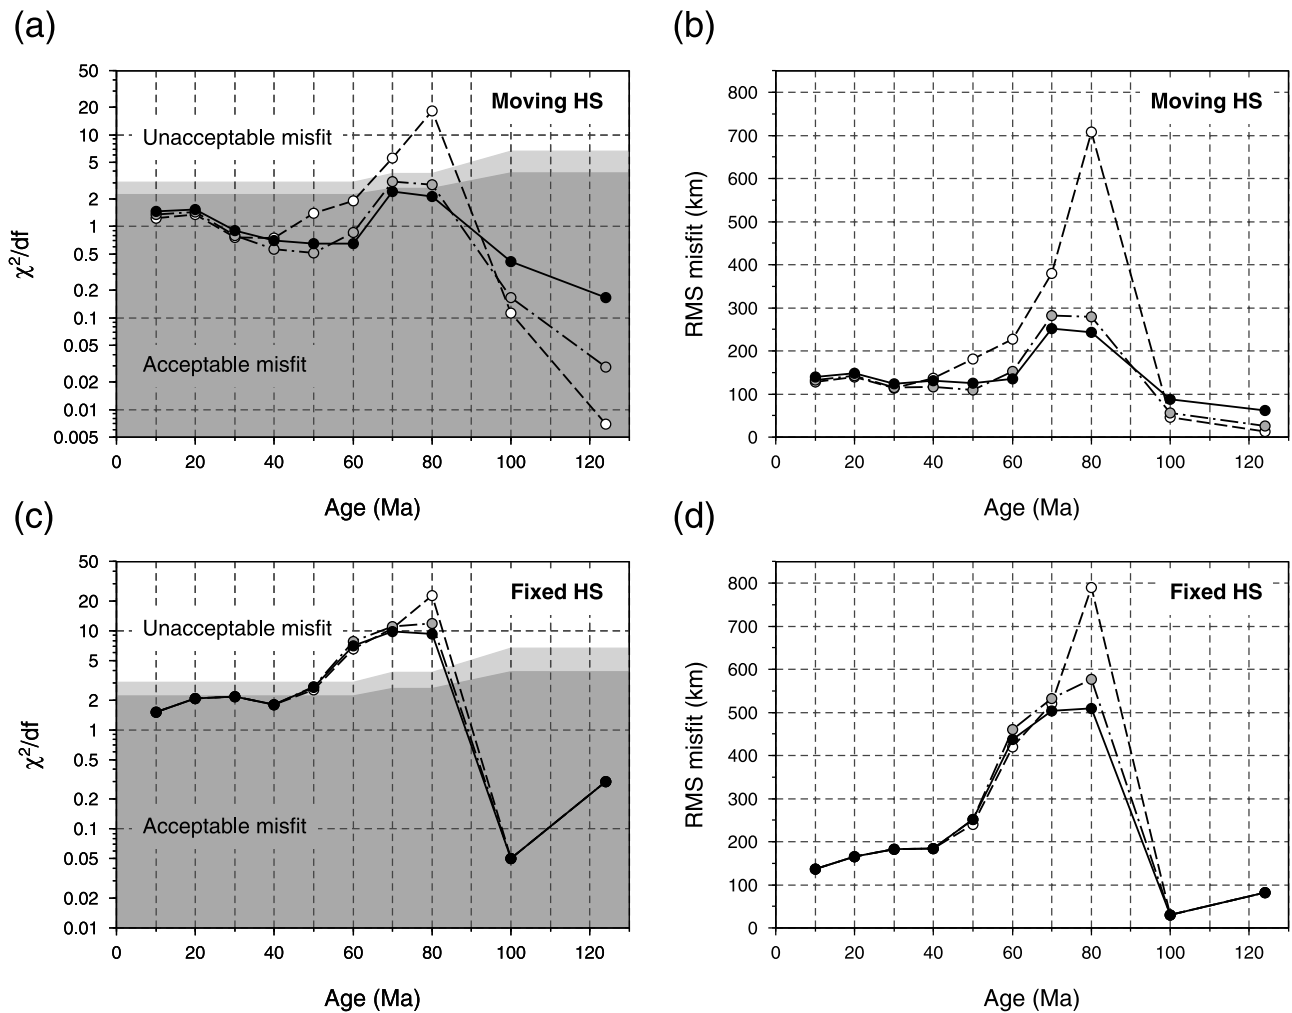 (a)
50
20
10
5
2
1
0.5
0.2
0.1
0.05
0.02
0.01
0.005
χ²/df
Moving HS
Unacceptable misfit
Acceptable misfit
0 20 40 60 80 100 120
Age (Ma)
(b)
800
700
600
500
400
300
200
100
0
RMS misfit (km)
Moving HS
0 20 40 60 80 100 120
Age (Ma)
(c)
50
20
10
5
2
1
0.5
0.2
0.1
0.05
0.02
0.01
χ²/df
Fixed HS
Unacceptable misfit
Acceptable misfit
0 20 40 60 80 100 120
Age (Ma)
(d)
800
700
600
500
400
300
200
100
0
RMS misfit (km)
Fixed HS
0 20 40 60 80 100 120
Age (Ma)